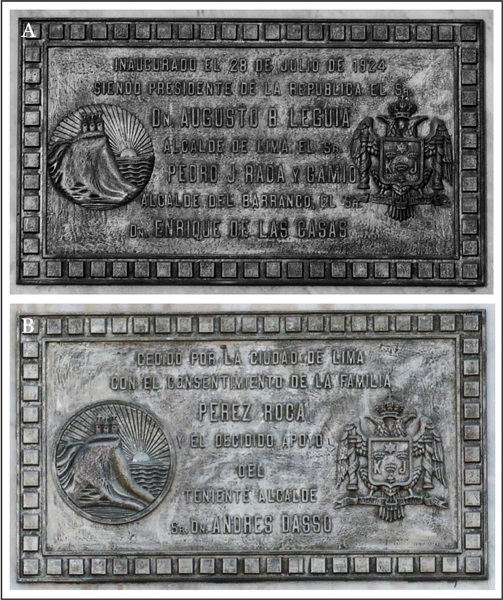 A
INAUGURADO EL 28 DE JULIO DE 1924
SIENDO PRESIDENTE DE LA REPUBLICA EL SR.
DN. AUGUSTO B. LEGUIA
ALCALDE DE LIMA, EL SR.
PEDRO J. RADA Y GAMIO
ALCALDE DEL BARRANCO, EL SR.
DN. ENRIQUE DE LAS CASAS
B
CEDIDO POR LA CIUDAD DE LIMA
CON EL CONSENTIMIENTO DE LA FAMILIA
PEREZ ROCA
Y EL DECIDIDO APOYO
DEL
TENIENTE ALCALDE
SR. DN. ANDRES DASSO
K I